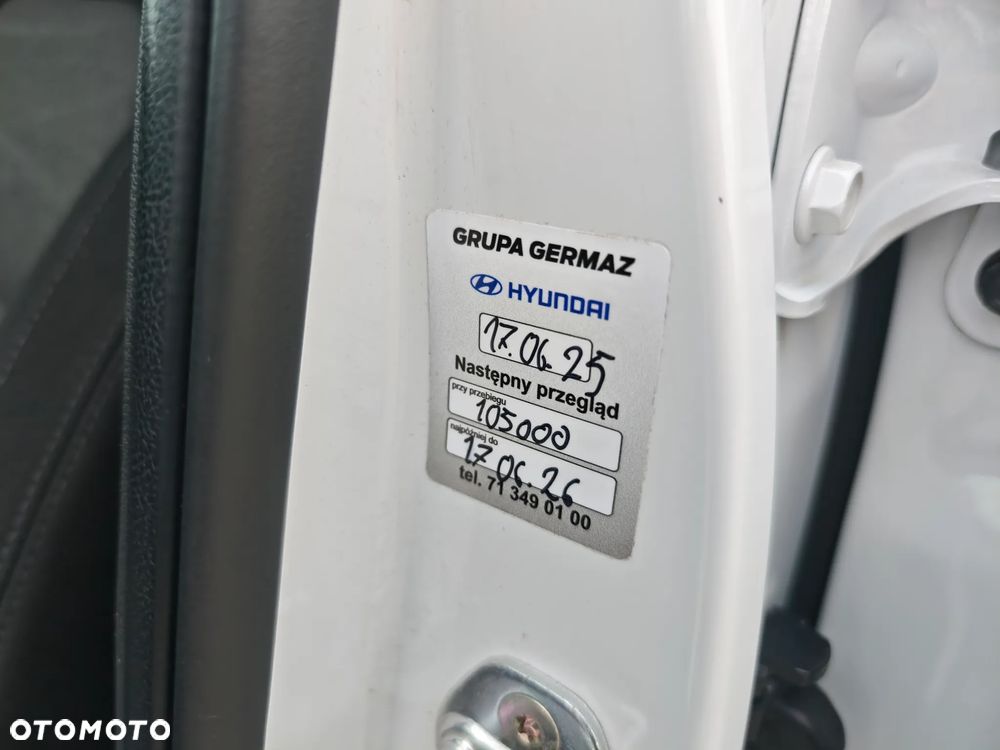 GRUPA GERMAZ
HYUNDAI
17.06.25
Następny przegląd
przy przebiegu
105000
najpóźniej do
17.06.26
tel. 71 349 01 00
OTOMOTO